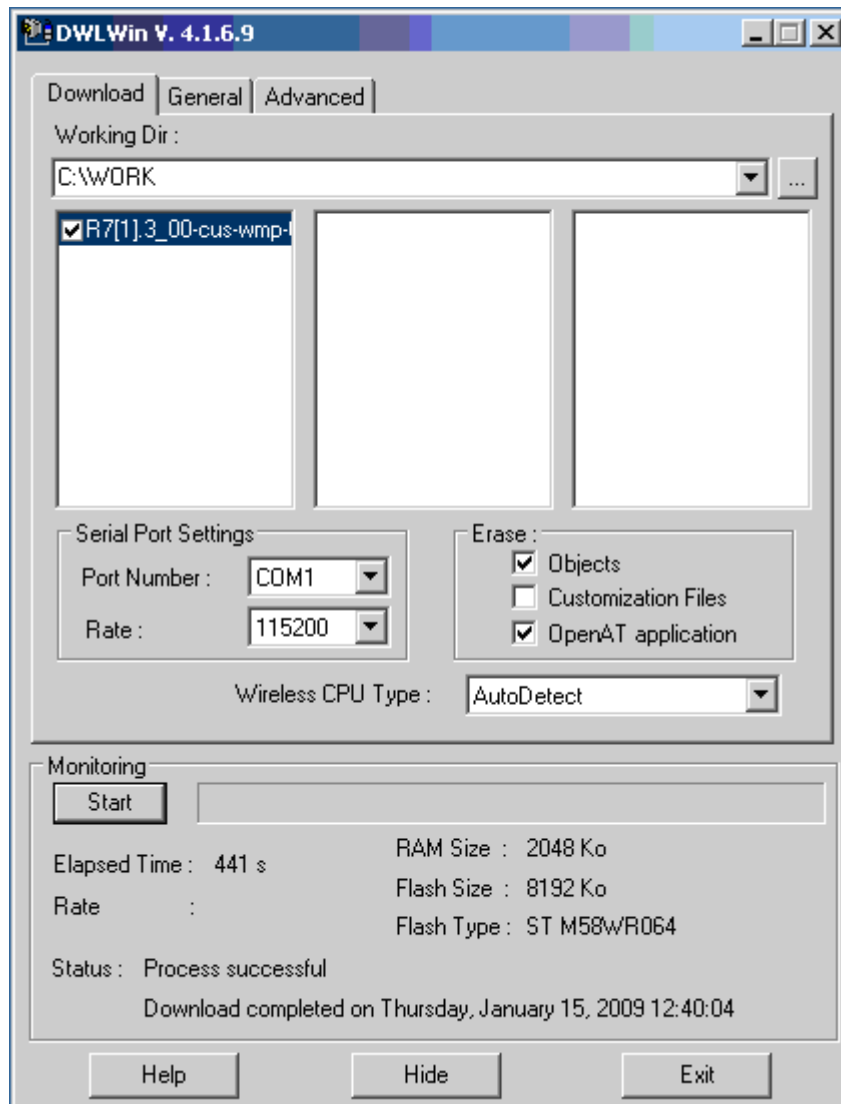 DWLWin V. 4.1.6.9
Download General Advanced
Working Dir :
C:\WORK
...
R7[1].3_00-cus-wmp-
Serial Port Settings
Port Number : COM1
Rate : 115200
Erase :
Objects
Customization Files
OpenAT application
Wireless CPU Type : AutoDetect
Monitoring
Start
Elapsed Time : 441 s
Rate :
RAM Size : 2048 Ko
Flash Size : 8192 Ko
Flash Type : ST M58WR064
Status : Process successful
Download completed on Thursday, January 15, 2009 12:40:04
Help Hide Exit